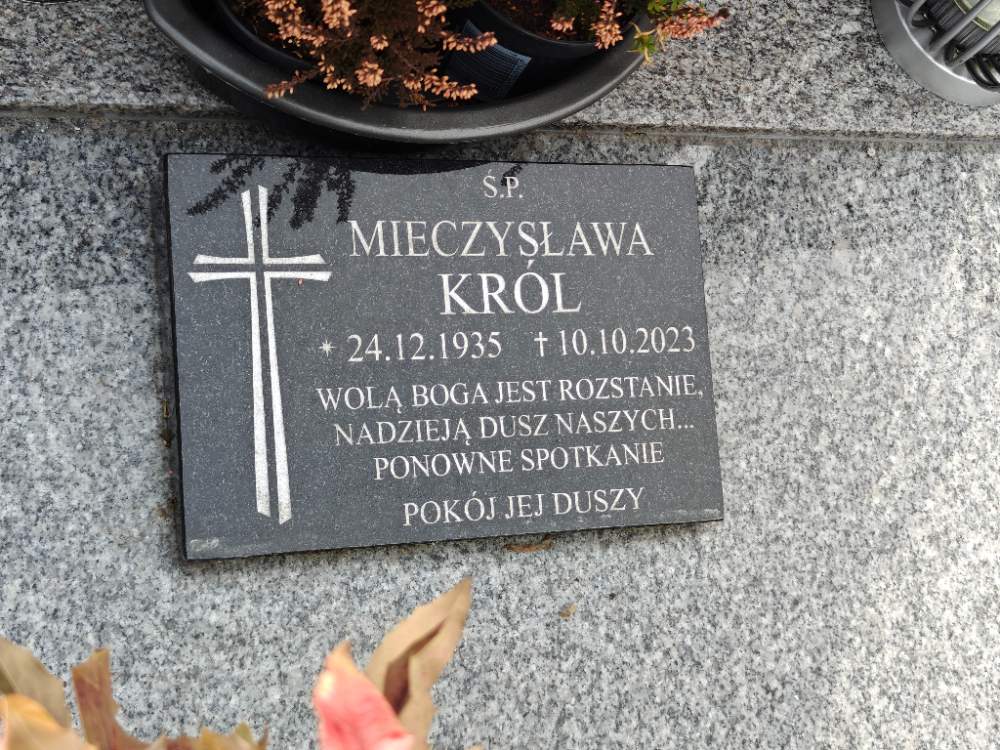 Ś.P.
MIECZYSŁAWA
KRÓL
* 24.12.1935 † 10.10.2023
WOLĄ BOGA JEST ROZSTANIE,
NADZIEJĄ DUSZ NASZYCH...
PONOWNE SPOTKANIE
POKÓJ JEJ DUSZY